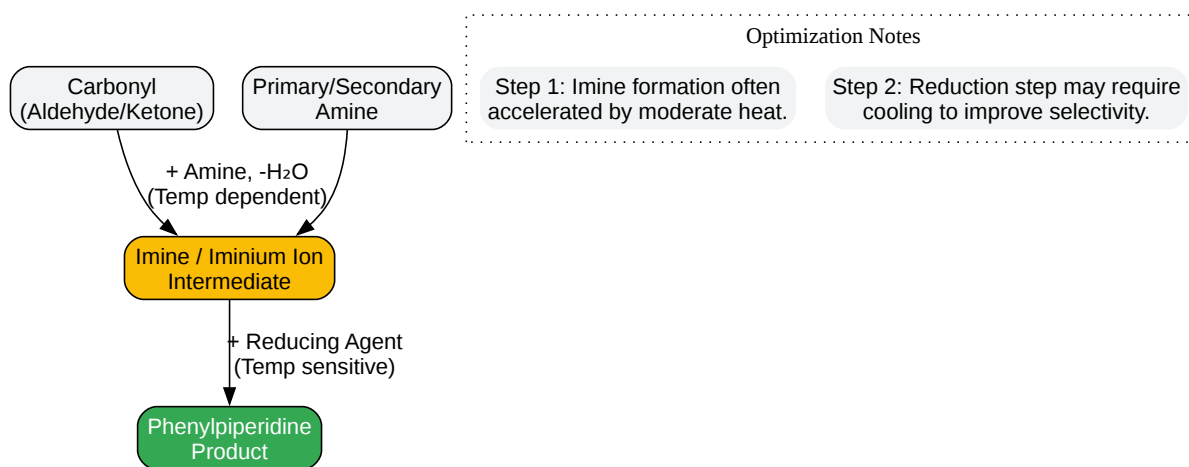 Optimization Notes
Carbonyl
(Aldehyde/Ketone)
Primary/Secondary
Amine
Step 1: Imine formation often
accelerated by moderate heat.
Step 2: Reduction step may require
cooling to improve selectivity.
+ Amine, -H₂O
(Temp dependent)
Imine / Iminium Ion
Intermediate
+ Reducing Agent
(Temp sensitive)
Phenylpiperidine
Product